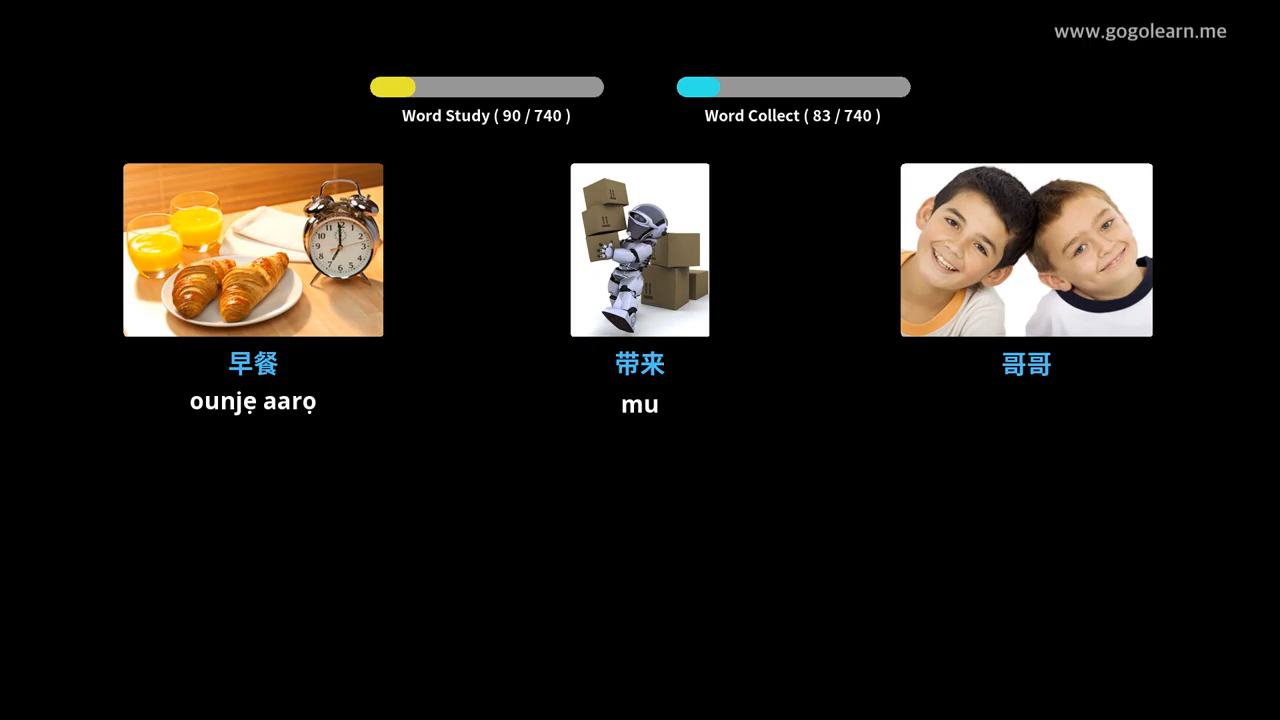 www.gogolearn.me
Word Study ( 90 / 740 )
Word Collect ( 83 / 740 )
早餐
带来
哥哥
ounjẹ aarọ
mu